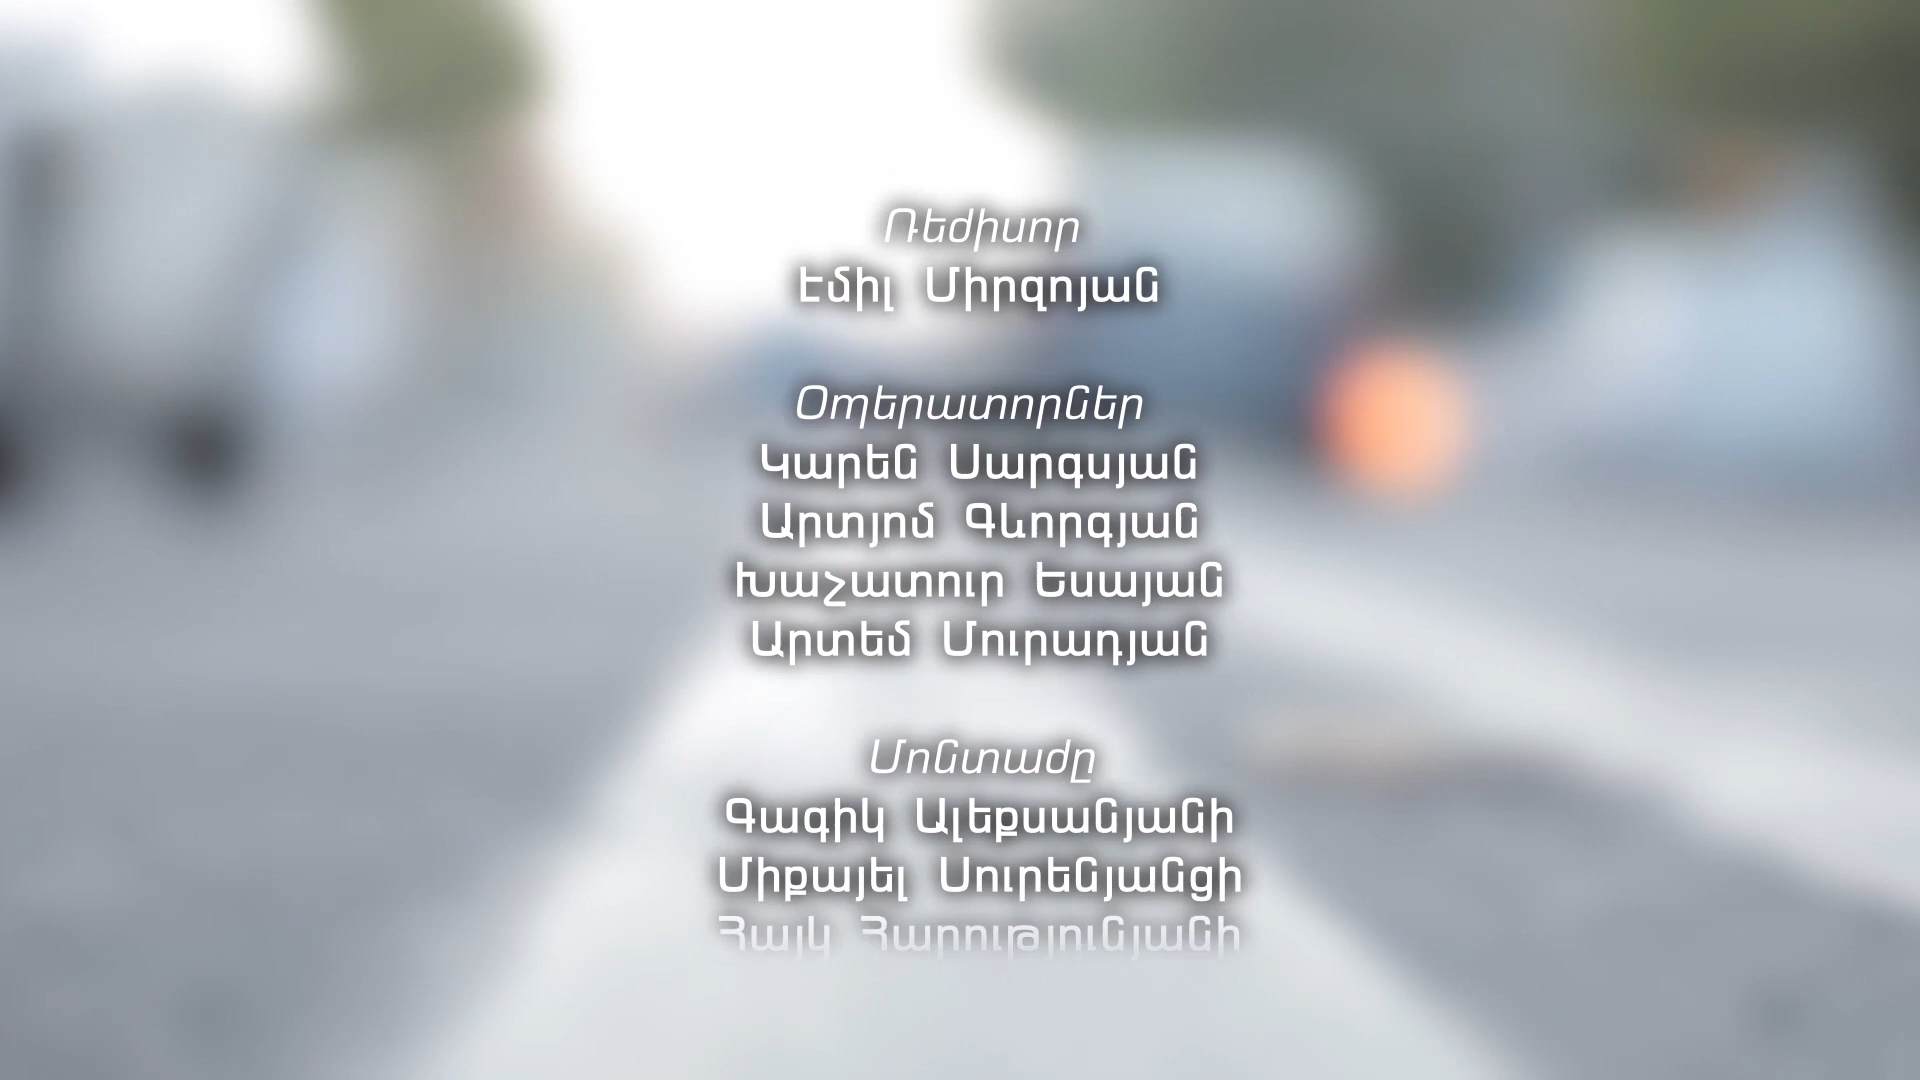 Ռեժիսոր
Էմիլ Միրզոյան
Օպերատորներ
Կարեն Սարգսյան
Արտյոմ Գևորգյան
Խաչատուր Եսայան
Արտեմ Մուրադյան
Մոնտաժը
Գագիկ Ալեքսանյանի
Միքայել Սուրենյանցի
Հայկ Հարությունյանի